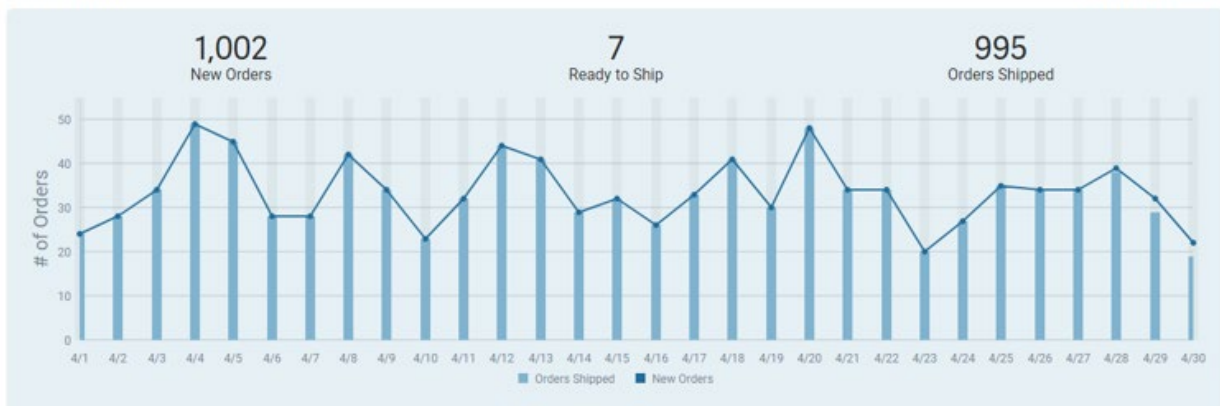 1,002
New Orders
7
Ready to Ship
995
Orders Shipped
# of Orders
50
40
30
20
10
0
4/1 4/2 4/3 4/4 4/5 4/6 4/7 4/8 4/9 4/10 4/11 4/12 4/13 4/14 4/15 4/16 4/17 4/18 4/19 4/20 4/21 4/22 4/23 4/24 4/25 4/26 4/27 4/28 4/29 4/30
Orders Shipped New Orders